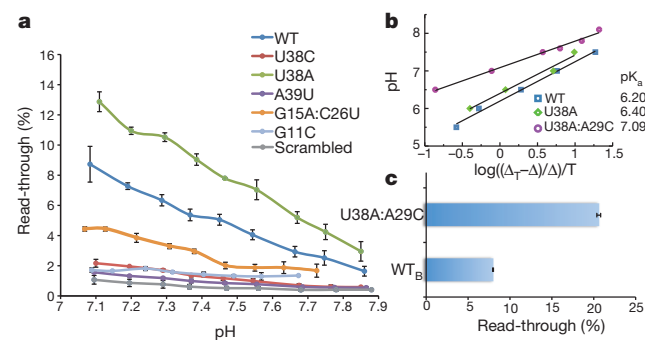 a
16
14
12
10
8
6
4
2
0
Read-through (%)
7
7.1
7.2
7.3
7.4
7.5
7.6
7.7
7.8
7.9
pH
WT
U38C
U38A
A39U
G15A:C26U
G11C
Scrambled
b
9
8
7
6
5
pH
−1
−0.5
0
0.5
1.0
1.5
log((ΔT−Δ)/Δ)/T
WT
U38A
U38A:A29C
pKa
6.20
6.40
7.09
c
U38A:A29C
WTB
0
5
10
15
20
25
Read-through (%)